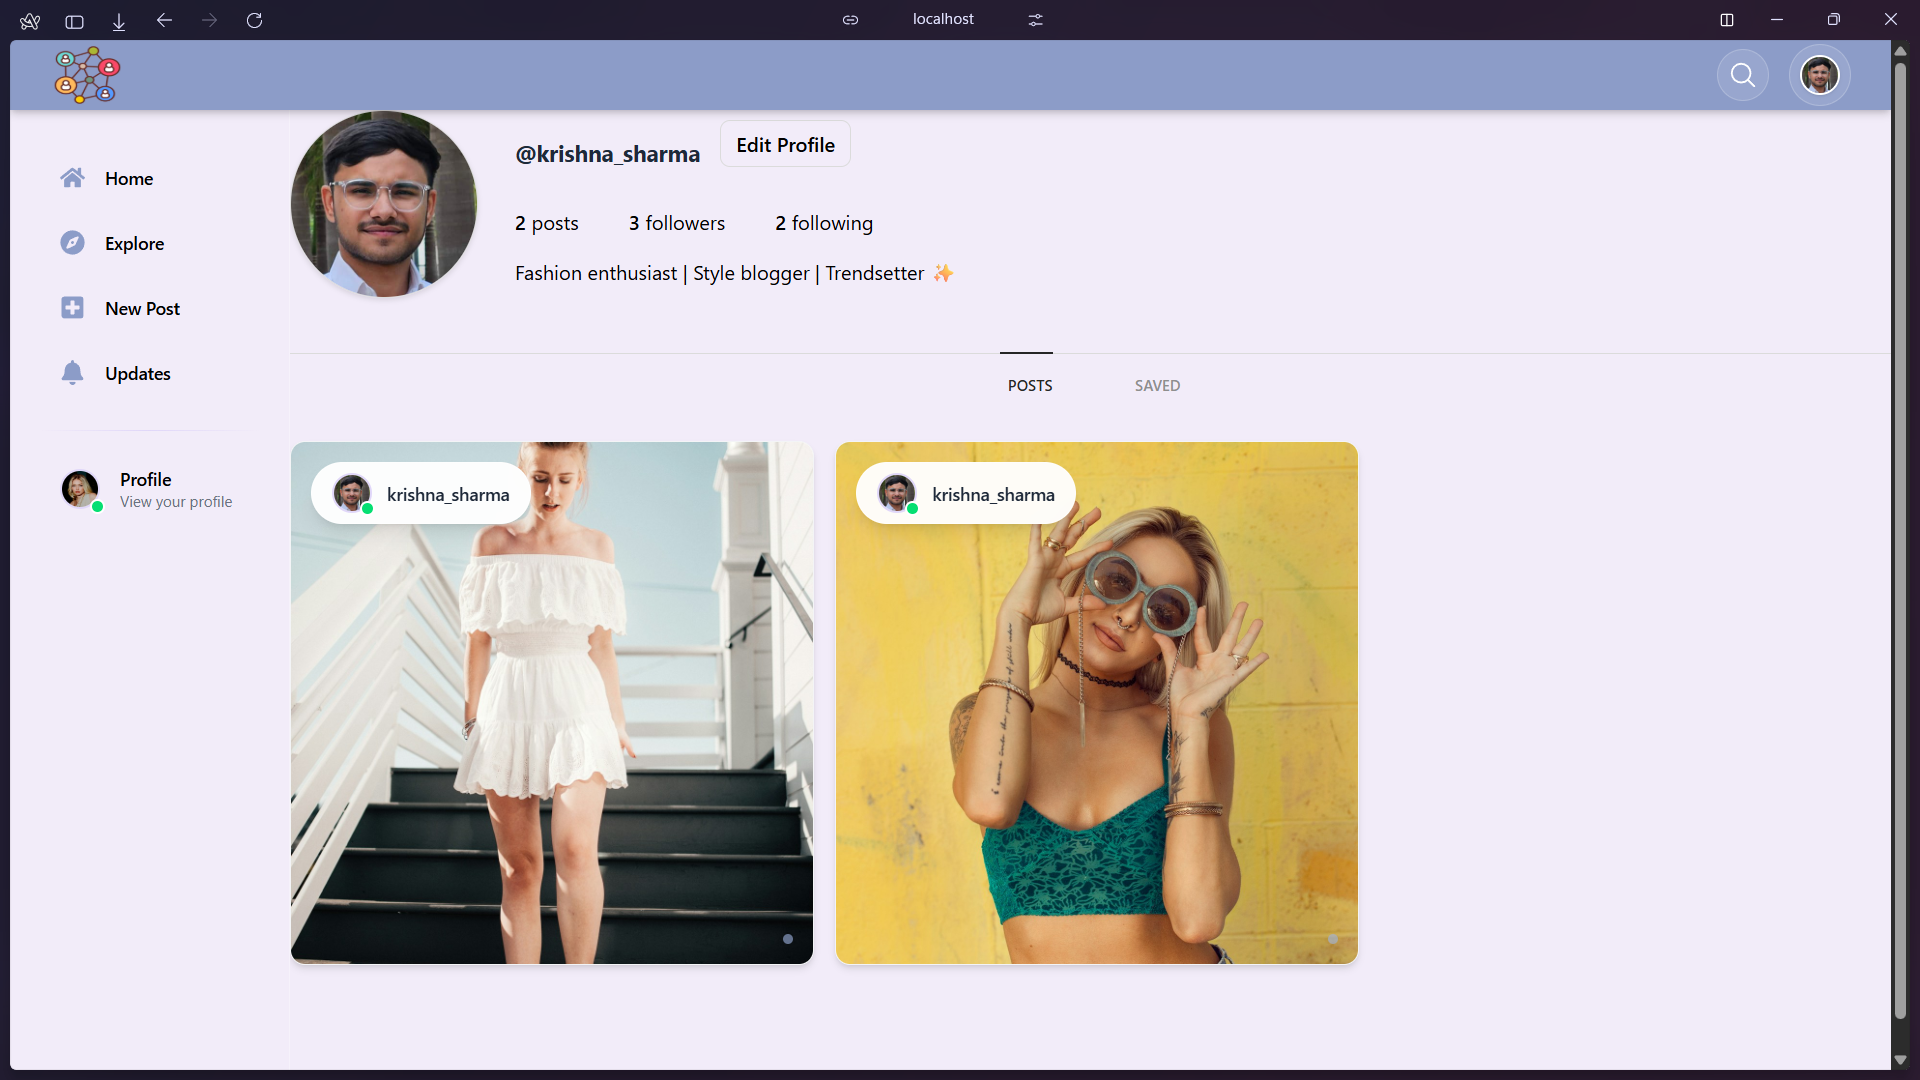 localhost
@krishna_sharma
Edit Profile
2 posts
3 followers
2 following
Fashion enthusiast | Style blogger | Trendsetter ✨
Home
Explore
New Post
Updates
Profile
View your profile
POSTS
SAVED
krishna_sharma
krishna_sharma